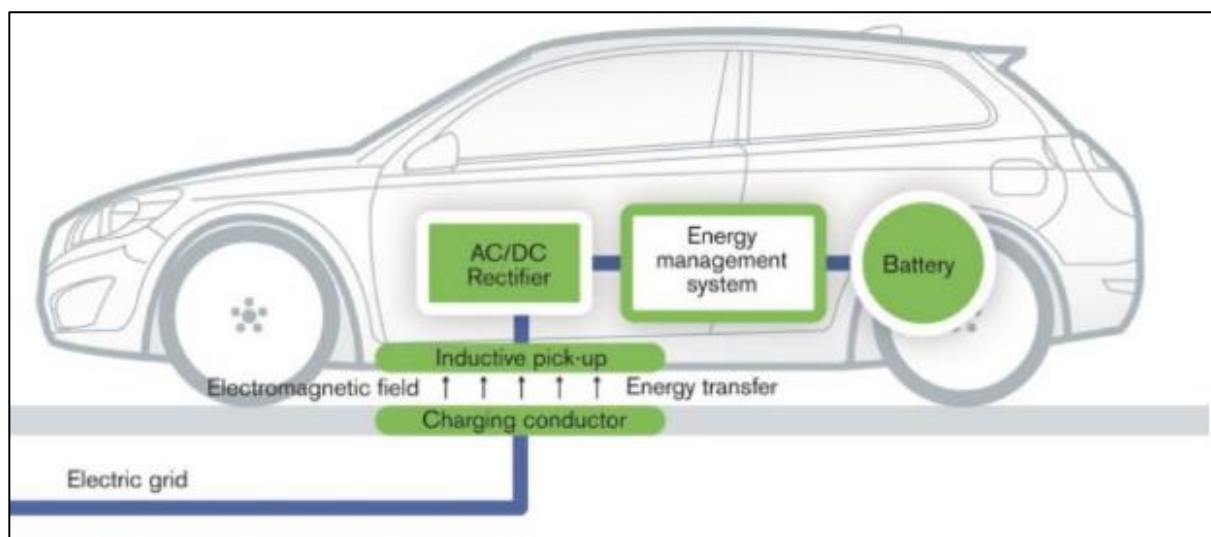 AC/DC
Rectifier
Energy
management
system
Battery
Inductive pick-up
Electromagnetic field
Energy transfer
Charging conductor
Electric grid